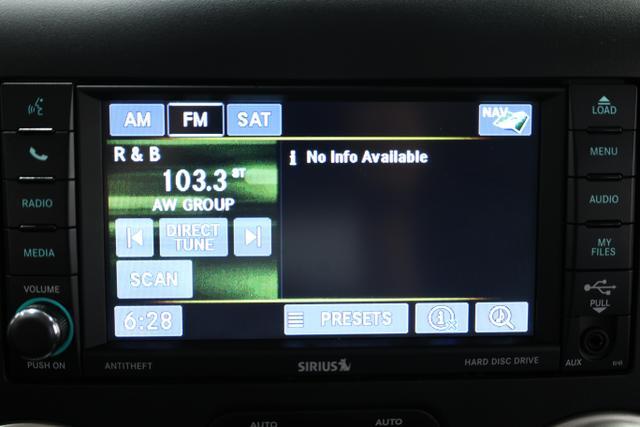 AM FM SAT NAV
LOAD
R & B
103.3 ST
AW GROUP
i No Info Available
MENU
RADIO
DIRECT TUNE
AUDIO
MEDIA
SCAN
MY FILES
VOLUME
PULL
6:28
PRESETS
PUSH ON
ANTITHEFT
SIRIUS
HARD DISC DRIVE
AUX
AUTO
AUTO